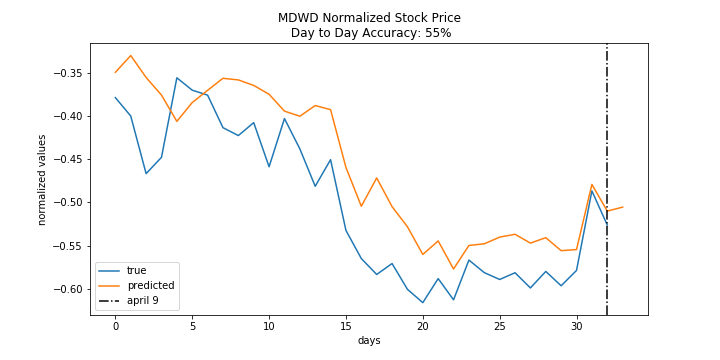 MDWD Normalized Stock Price
Day to Day Accuracy: 55%
normalized values
−0.35
−0.40
−0.45
−0.50
−0.55
−0.60
true
predicted
april 9
0 5 10 15 20 25 30
days